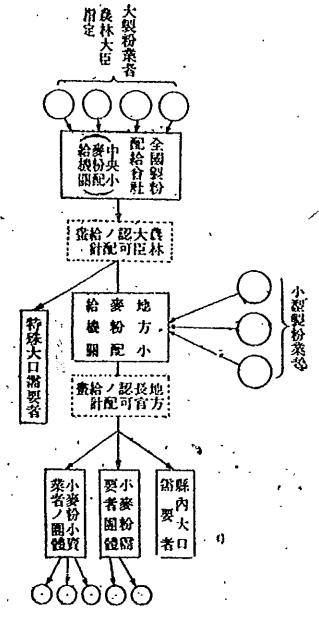 大製粉業者
農林大臣
指定
全國製粉
配給會社
(中央小
麥粉配
給機關)
農林
大臣
認可
ノ配
給計
畫
小型製粉業等
地方小
麥粉配
給機關
特殊大口需要者
地方
長官
認可
ノ配
給計
畫
縣內大口
需要者
小麥粉需
要者團體
小麥粉小賣
業者ノ團體